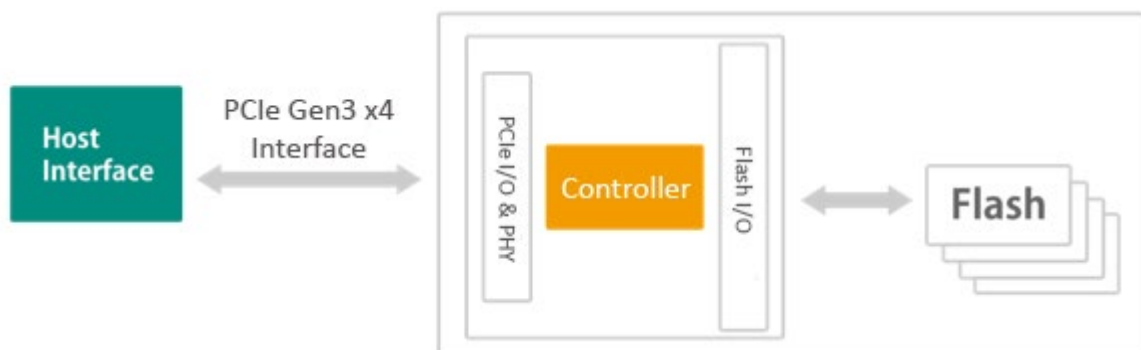 Host
Interface
PCIe Gen3 x4
Interface
PCIe I/O & PHY
Controller
Flash I/O
Flash